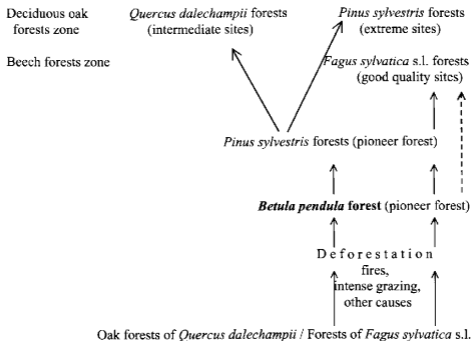 Deciduous oak
forests zone
Quercus dalechampii forests
(intermediate sites)
Pinus sylvestris forests
(extreme sites)
Beech forests zone
Fagus sylvatica s.l. forests
(good quality sites)
Pinus sylvestris forests (pioneer forest)
Betula pendula forest (pioneer forest)
Deforestation
fires,
intense grazing,
other causes
Oak forests of Quercus dalechampii / Forests of Fagus sylvatica s.l.